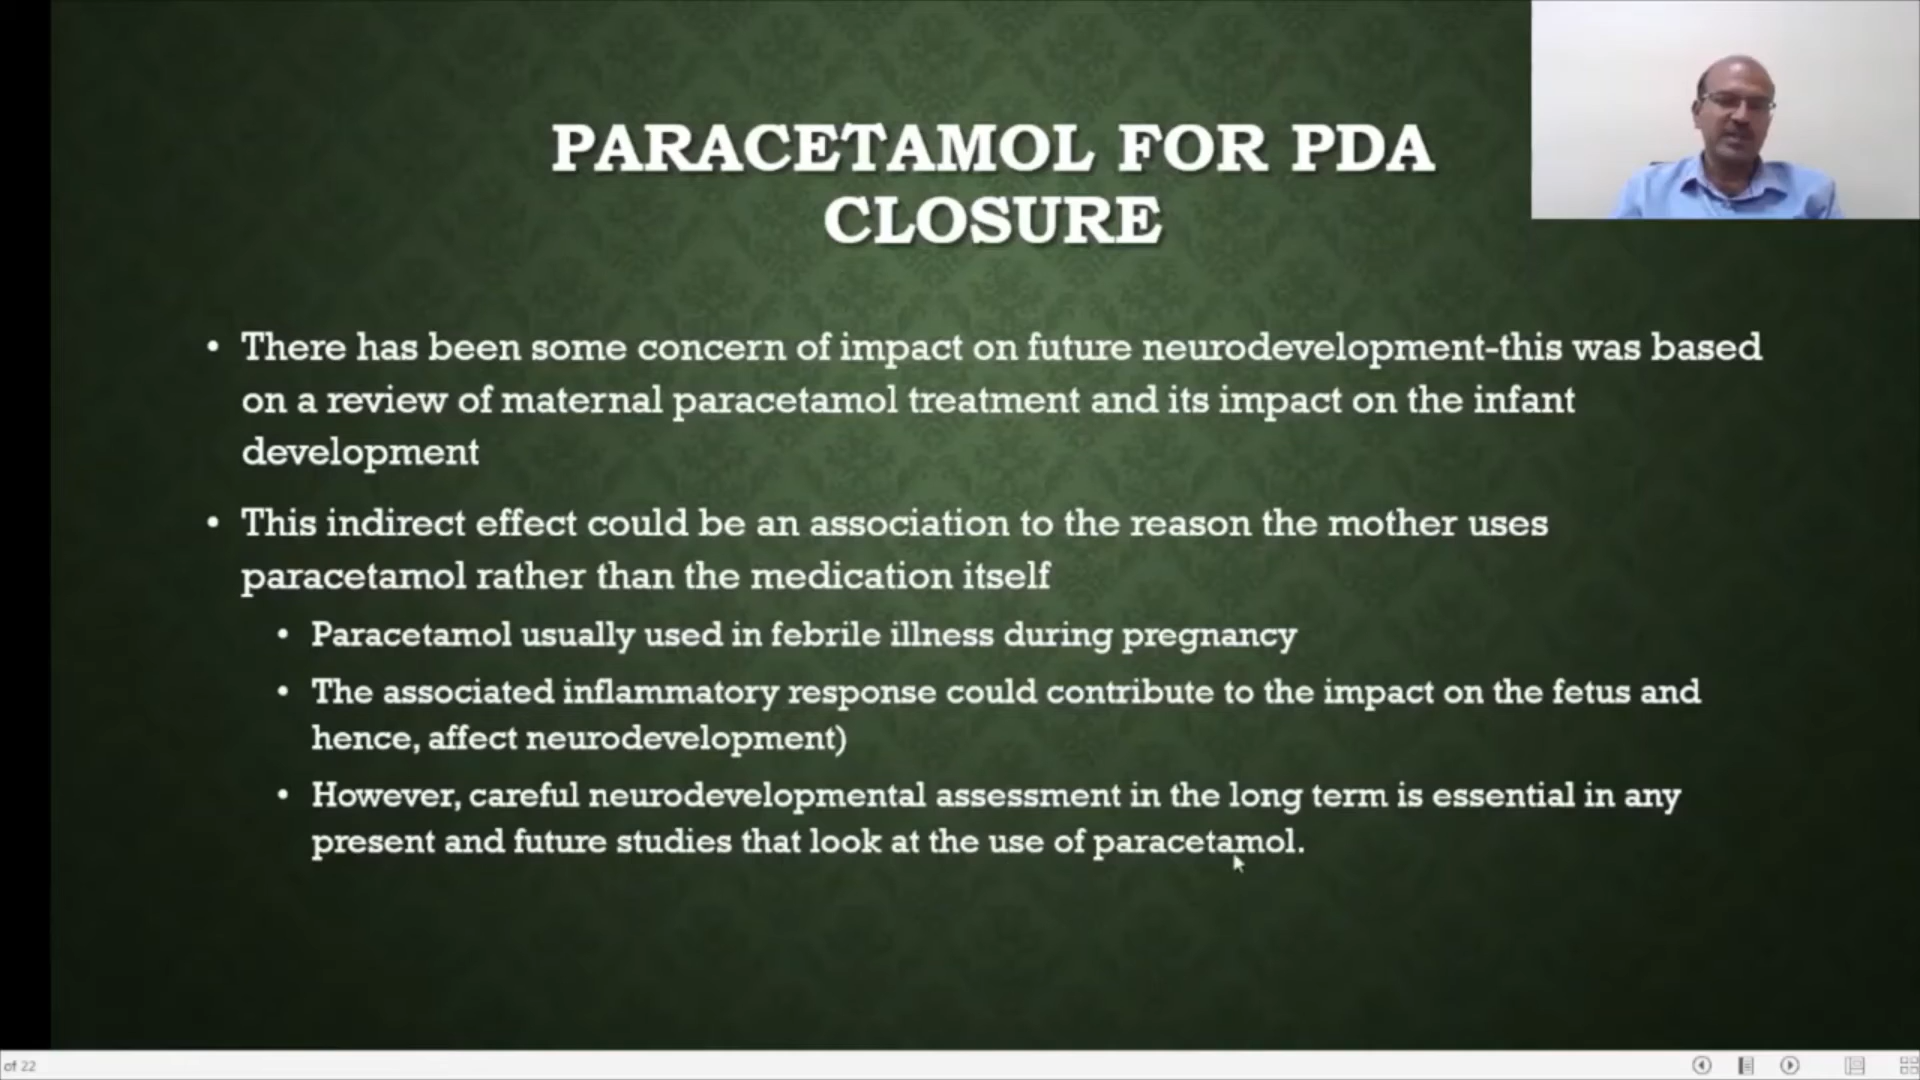 PARACETAMOL FOR PDA
CLOSURE
• There has been some concern of impact on future neurodevelopment-this was based
on a review of maternal paracetamol treatment and its impact on the infant
development
• This indirect effect could be an association to the reason the mother uses
paracetamol rather than the medication itself
• Paracetamol usually used in febrile illness during pregnancy
• The associated inflammatory response could contribute to the impact on the fetus and
hence, affect neurodevelopment)
• However, careful neurodevelopmental assessment in the long term is essential in any
present and future studies that look at the use of paracetamol.
of 22